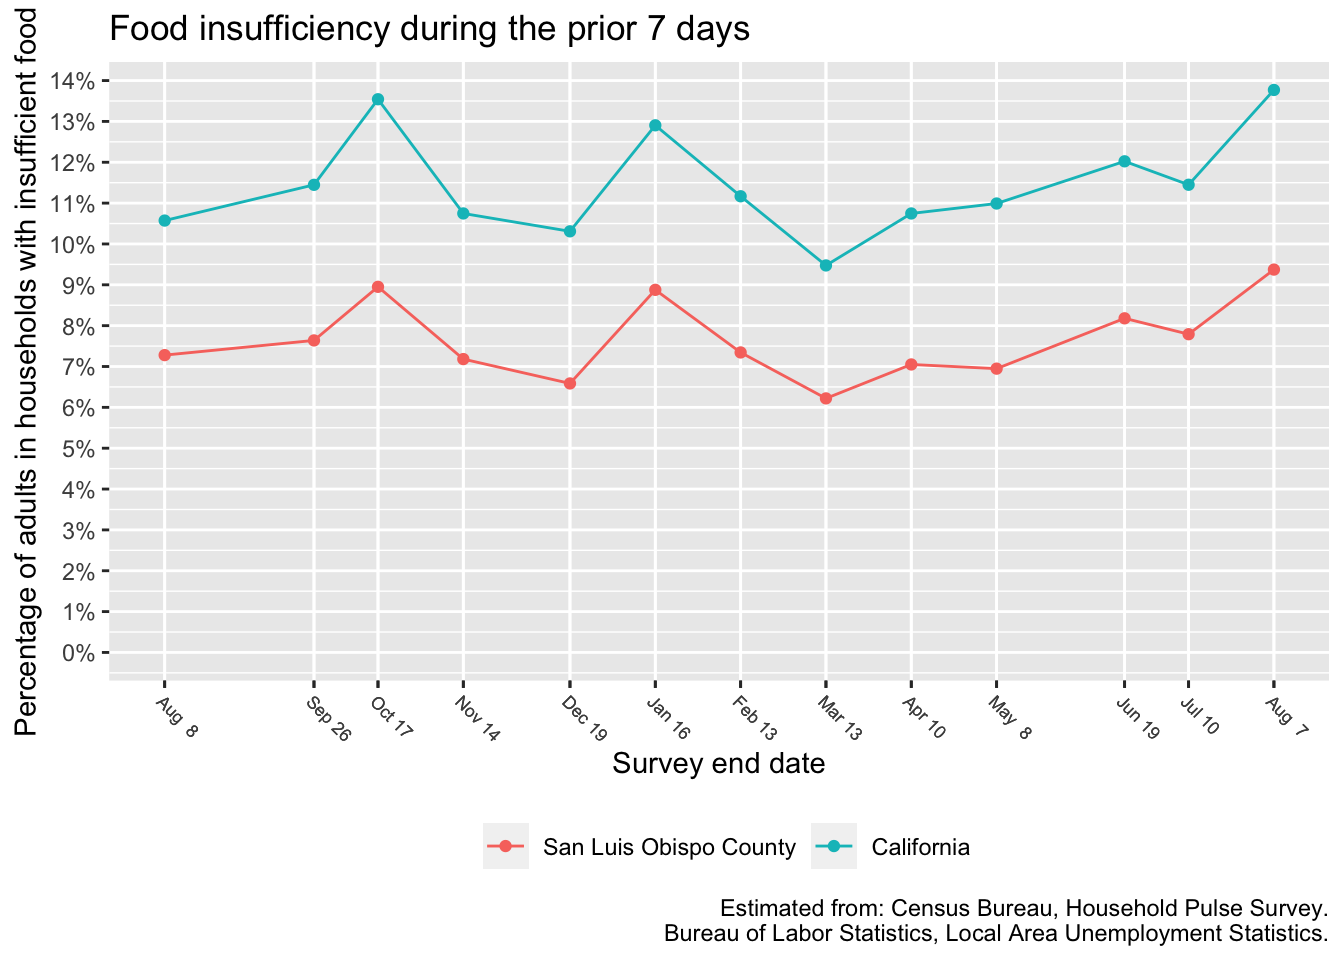 Food insufficiency during the prior 7 days
Percentage of adults in households with insufficient food
14%
13%
12%
11%
10%
9%
8%
7%
6%
5%
4%
3%
2%
1%
0%
Aug 8
Sep 26
Oct 17
Nov 14
Dec 19
Jan 16
Feb 13
Mar 13
Apr 10
May 8
Jun 19
Jul 10
Aug 7
Survey end date
San Luis Obispo County
California
Estimated from: Census Bureau, Household Pulse Survey.
Bureau of Labor Statistics, Local Area Unemployment Statistics.